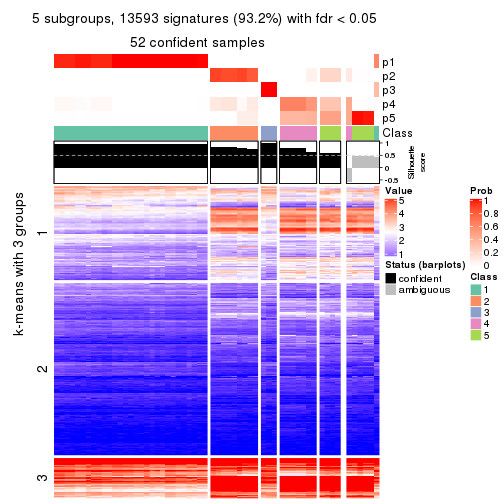 5 subgroups, 13593 signatures (93.2%) with fdr < 0.05
52 confident samples
p1
p2
p3
p4
p5
Class
1
0.5
0
-0.5
Silhouette
score
k-means with 3 groups
1
2
3
Value
5
4
3
2
1
Status (barplots)
confident
ambiguous
Prob
1
0.8
0.6
0.4
0.2
0
Class
1
2
3
4
5